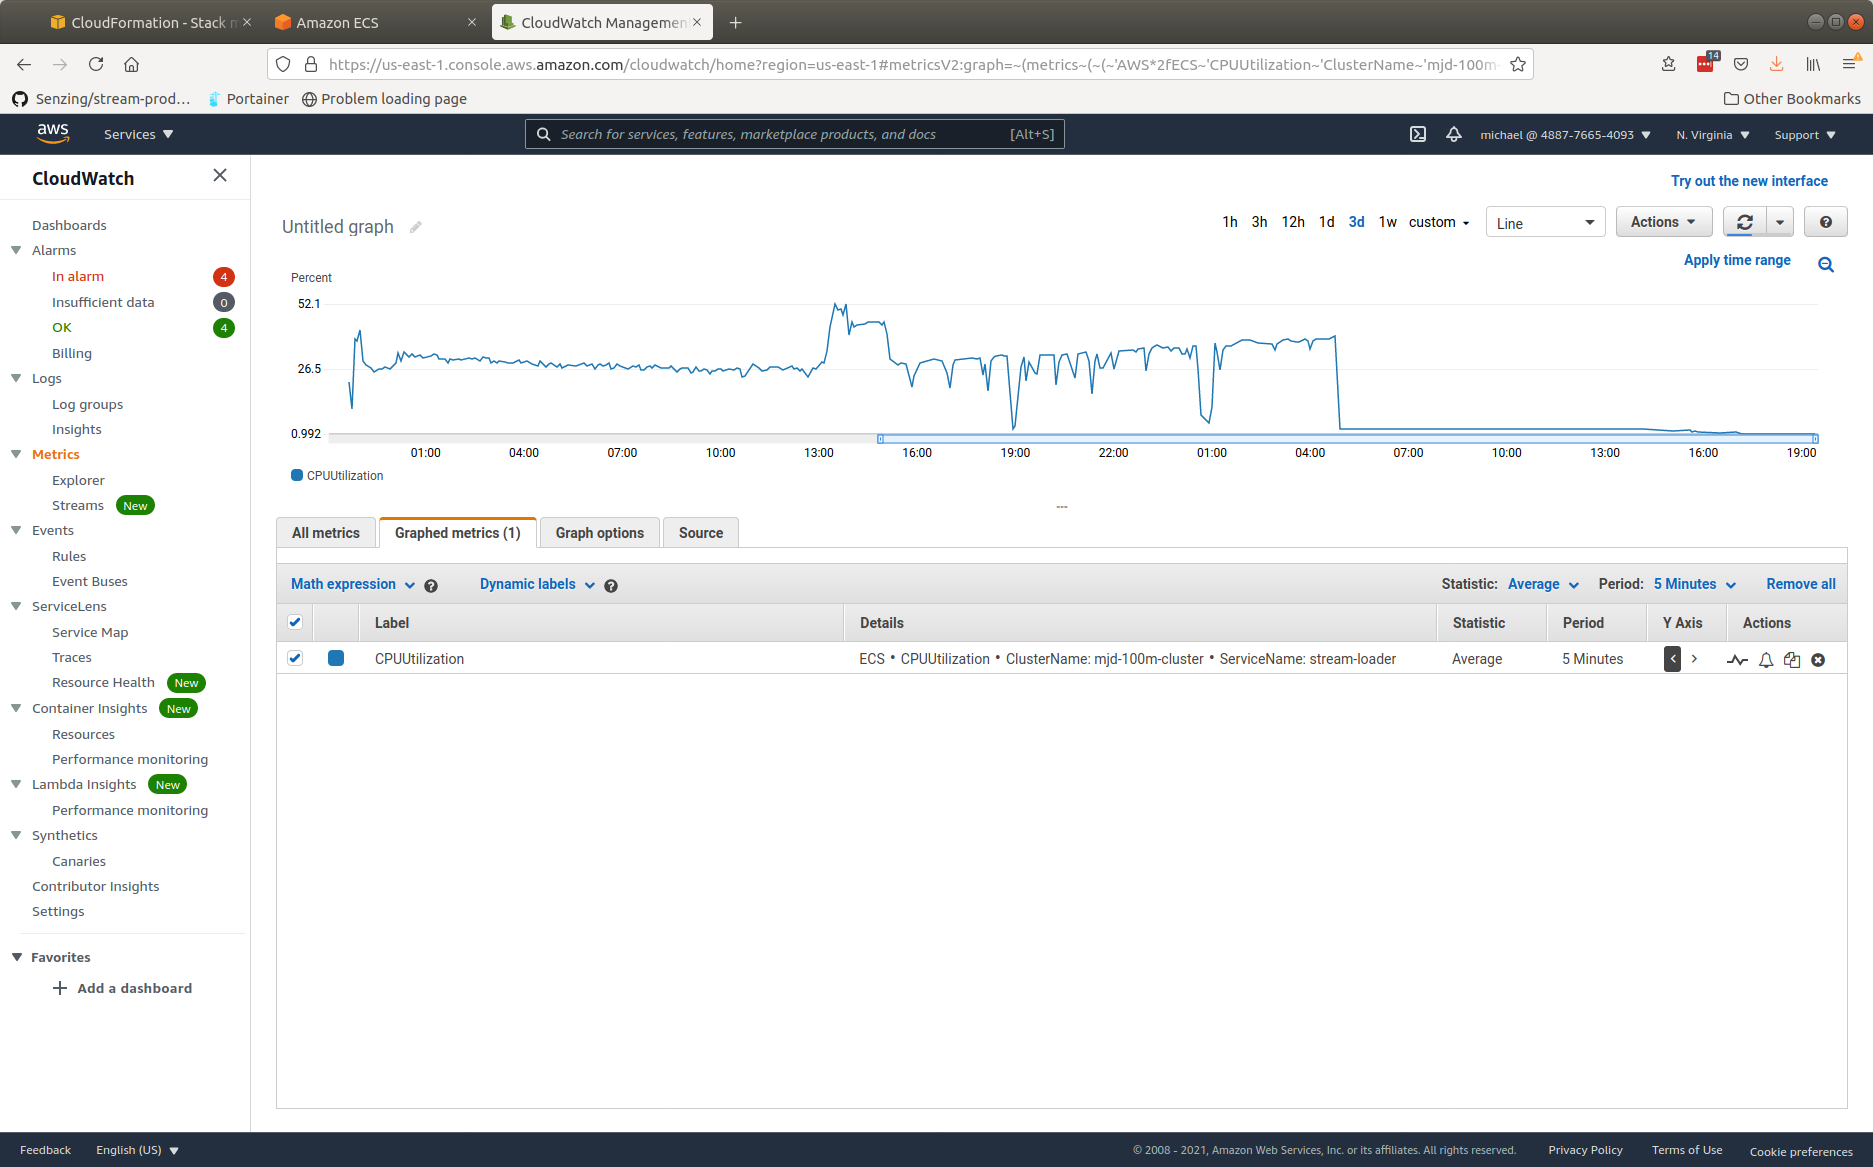 CloudFormation - Stack m
Amazon ECS
CloudWatch Managemen
https://us-east-1.console.aws.amazon.com/cloudwatch/home?region=us-east-1#metricsV2:graph=~(metrics~(~(~'AWS*2fECS~'CPUUtilization~'ClusterName~'mjd-100m-
14
Senzing/stream-prod...
Portainer
Problem loading page
Other Bookmarks
aws
Services
Search for services, features, marketplace products, and docs
[Alt+S]
michael @ 4887-7665-4093
N. Virginia
Support
CloudWatch
Dashboards
Alarms
In alarm 4
Insufficient data 0
OK 4
Billing
Logs
Log groups
Insights
Metrics
Explorer
Streams New
Events
Rules
Event Buses
ServiceLens
Service Map
Traces
Resource Health New
Container Insights New
Resources
Performance monitoring
Lambda Insights New
Performance monitoring
Synthetics
Canaries
Contributor Insights
Settings
Favorites
Add a dashboard
Try out the new interface
Untitled graph
1h 3h 12h 1d 3d 1w custom
Line
Actions
Apply time range
Percent
52.1
26.5
0.992
01:00 04:00 07:00 10:00 13:00 16:00 19:00 22:00 01:00 04:00 07:00 10:00 13:00 16:00 19:00
CPUUtilization
All metrics
Graphed metrics (1)
Graph options
Source
Math expression
Dynamic labels
Statistic: Average
Period: 5 Minutes
Remove all
Label Details Statistic Period Y Axis Actions
CPUUtilization ECS • CPUUtilization • ClusterName: mjd-100m-cluster • ServiceName: stream-loader Average 5 Minutes
Feedback
English (US)
© 2008 - 2021, Amazon Web Services, Inc. or its affiliates. All rights reserved.
Privacy Policy
Terms of Use
Cookie preferences